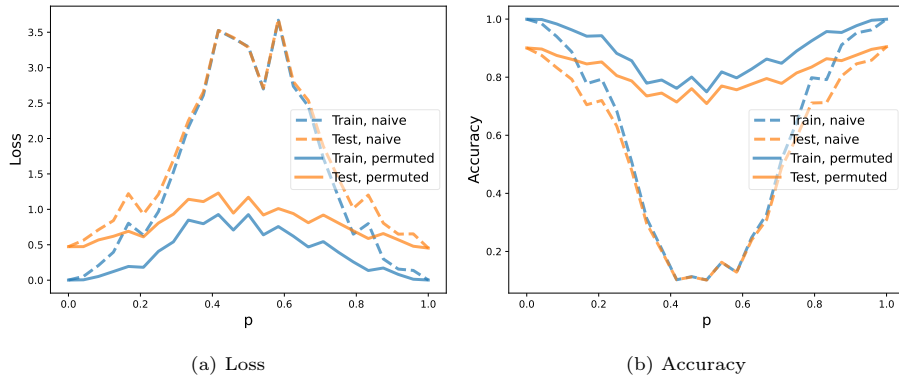 3.5
3.0
2.5
2.0
1.5
1.0
0.5
0.0
Loss
0.0 0.2 0.4 0.6 0.8 1.0
p
Train, naive
Test, naive
Train, permuted
Test, permuted
(a) Loss
1.0
0.8
0.6
0.4
0.2
Accuracy
0.0 0.2 0.4 0.6 0.8 1.0
p
Train, naive
Test, naive
Train, permuted
Test, permuted
(b) Accuracy